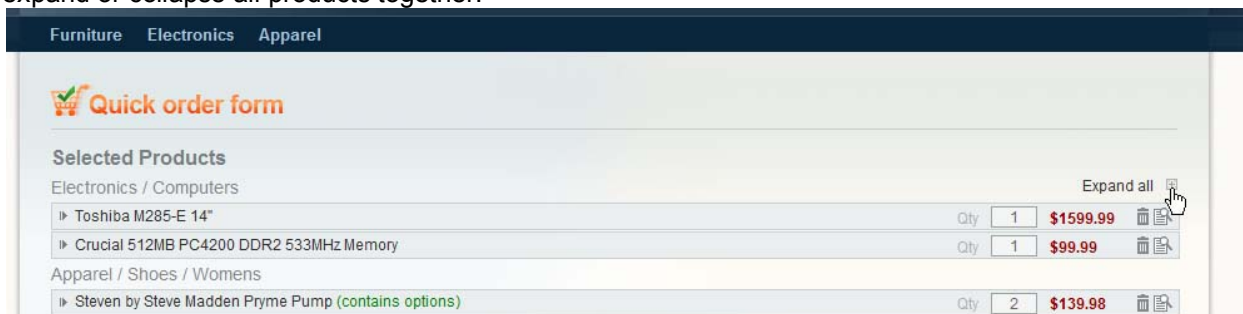 expand or collapse all products together.
Furniture Electronics Apparel
Quick order form
Selected Products
Electronics / Computers Expand all
Toshiba M285-E 14" Qty 1 $1599.99
Crucial 512MB PC4200 DDR2 533MHz Memory Qty 1 $99.99
Apparel / Shoes / Womens
Steven by Steve Madden Pryme Pump (contains options) Qty 2 $139.98